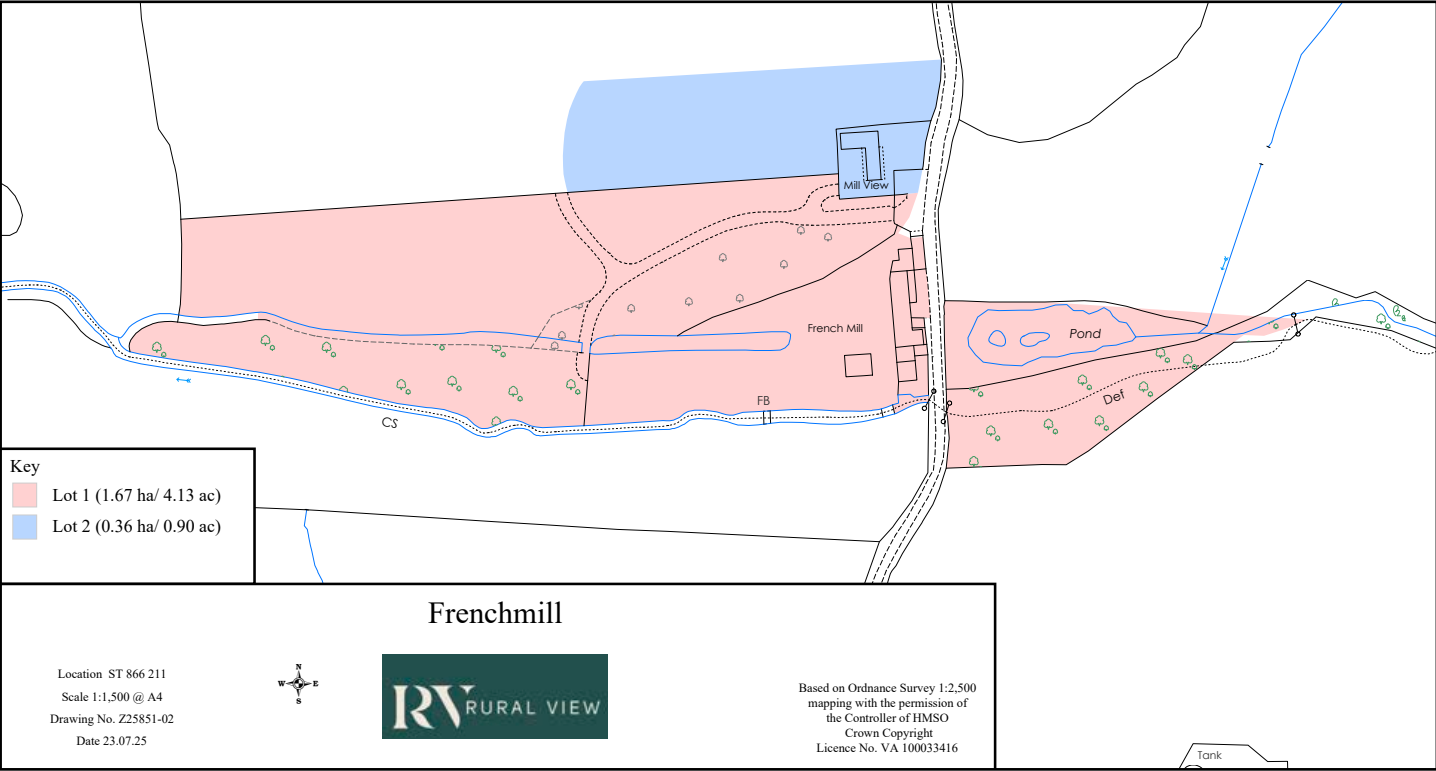 Mill View
French Mill
Pond
FB
Def
CS
Key
Lot 1 (1.67 ha/ 4.13 ac)
Lot 2 (0.36 ha/ 0.90 ac)
Frenchmill
Location ST 866 211
Scale 1:1,500 @ A4
Drawing No. Z25851-02
Date 23.07.25
N
W E
S
RV RURAL VIEW
Based on Ordnance Survey 1:2,500
mapping with the permission of
the Controller of HMSO
Crown Copyright
Licence No. VA 100033416
Tank